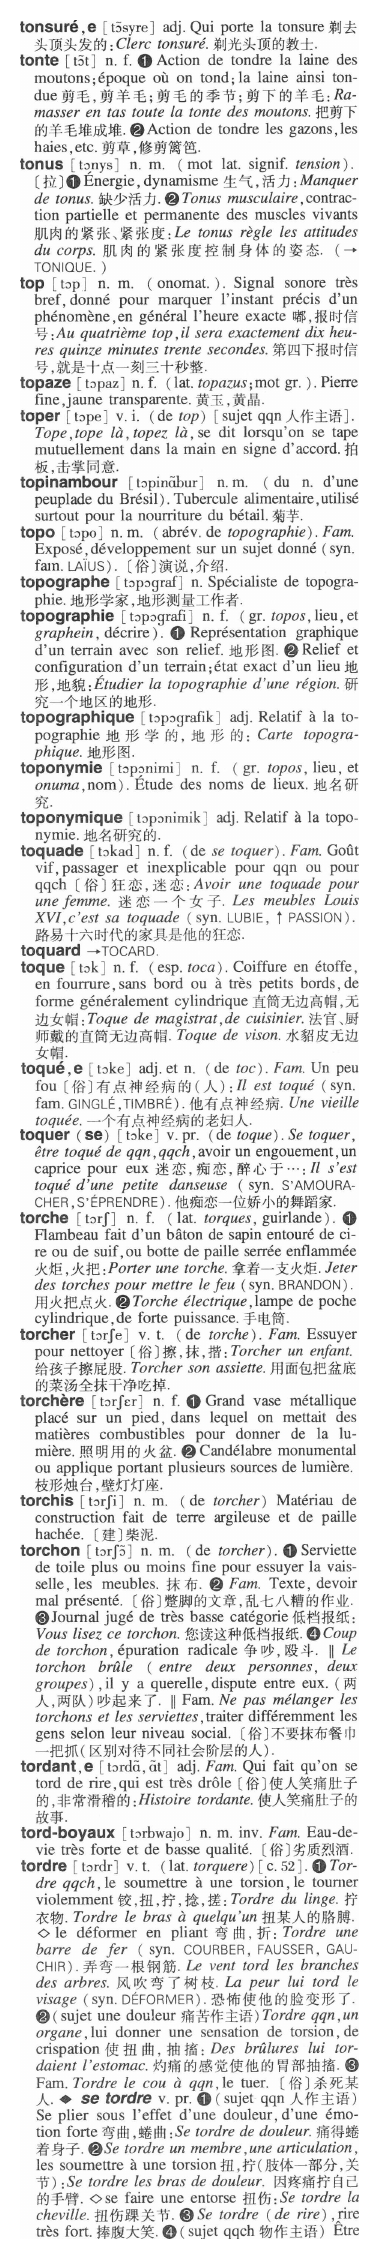 tonsuré,e [tɔ̃syre] adj. Qui porte la tonsure 剃去
头顶头发的:Clerc tonsuré. 剃光头顶的教士.
tonte [tɔ̃t] n. f. ❶ Action de tondre la laine des
moutons;époque où on tond;la laine ainsi ton-
due 剪毛,剪羊毛;剪毛的季节;剪下的羊毛:Ra-
masser en tas toute la tonte des moutons. 把剪下
的羊毛堆成堆. ❷ Action de tondre les gazons,les
haies,etc. 剪草,修剪篱笆.
tonus [tɔnys] n. m. (mot lat. signif. tension).
〔拉〕❶ Énergie, dynamisme 生气,活力:Manquer
de tonus. 缺少活力. ❷ Tonus musculaire,contrac-
tion partielle et permanente des muscles vivants
肌肉的紧张、紧张度:Le tonus règle les attitudes
du corps. 肌肉的紧张度控制身体的姿态. (→
TONIQUE. )
top [tɔp] n. m. (onomat. ). Signal sonore très
bref,donné pour marquer l'instant précis d'un
phénomène,en général l'heure exacte 嘟,报时信
号:Au quatrième top,il sera exactement dix heu-
res quinze minutes trente secondes. 第四下报时信
号,就是十点一刻三十秒整.
topaze [tɔpaz] n. f. (lat. topazus;mot gr. ). Pierre
fine,jaune transparente. 黄玉,黄晶.
toper [tɔpe] v. i. (de top) [sujet qqn 人作主语].
Tope,tope là,topez là,se dit lorsqu'on se tape
mutuellement dans la main en signe d'accord. 拍
板,击掌同意.
topinambour [tɔpinɑ̃bur] n. m. (du n. d'une
peuplade du Brésil). Tubercule alimentaire,utilisé
surtout pour la nourriture du bétail. 菊芋.
topo [tɔpo] n. m. (abrév. de topographie). Fam.
Exposé,développement sur un sujet donné (syn.
fam. LAÏUS). 〔俗〕演说,介绍.
topographe [tɔpɔgraf] n. Spécialiste de topogra-
phie. 地形学家,地形测量工作者.
topographie [tɔpɔgrafi] n. f. (gr. topos,lieu,et
graphein, décrire). ❶ Représentation graphique
d'un terrain avec son relief. 地形图. ❷ Relief et
configuration d'un terrain;état exact d'un lieu 地
形,地貌:Étudier la topographie d'une région. 研
究一个地区的地形.
topographique [tɔpɔgrafik] adj. Relatif à la to-
pographie 地形学的,地形的: Carte topogra-
phique. 地形图.
toponymie [tɔpɔnimi] n. f. (gr. topos, lieu, et
onuma,nom). Étude des noms de lieux. 地名研
究.
toponymique [tɔpɔnimik] adj. Relatif à la topo-
nymie. 地名研究的.
toquade [tɔkad] n. f. (de se toquer). Fam. Goût
vif,passager et inexplicable pour qqn ou pour
qqch〔俗〕狂恋,迷恋:Avoir une toquade pour
une femme. 迷恋一个女子. Les meubles Louis
XVI,c'est sa toquade (syn. LUBIE, ↑ PASSION).
路易十六时代的家具是他的狂恋.
toquard →TOCARD.
toque [tɔk] n. f. (esp. toca). Coiffure en étoffe,
en fourrure,sans bord ou à très petits bords,de
forme généralement cylindrique 直筒无边高帽,无
边女帽:Toque de magistrat,de cuisinier. 法官、厨
师戴的直筒无边高帽. Toque de vison. 水貂皮无边
女帽.
toqué,e [tɔke] adj. et n. (de toc). Fam. Un peu
fou〔俗〕有点神经病的(人):Il est toqué (syn.
fam. GINGLÉ,TIMBRÉ). 他有点神经病. Une vieille
toquée. 一个有点神经病的老妇人.
toquer (se) [tɔke] v. pr. (de toque). Se toquer,
être toqué de qqn,qqch,avoir un engouement,un
caprice pour eux 迷恋,痴恋,醉心于…:Il s'est
toqué d'une petite danseuse (syn. S'AMOURA-
CHER,S'ÉPRENDRE). 他痴恋一位娇小的舞蹈家.
torche [tɔrʃ] n. f. (lat. torques, guirlande). ❶
Flambeau fait d'un bâton de sapin entouré de ci-
re ou de suif,ou botte de paille serrée enflammée
火炬,火把:Porter une torche. 拿着一支火炬. Jeter
des torches pour mettre le feu (syn. BRANDON).
用火把点火. ❷ Torche électrique,lampe de poche
cylindrique,de forte puissance. 手电筒.
torcher [tɔrʃe] v. t. (de torche). Fam. Essuyer
pour nettoyer〔俗〕擦,抹,揩:Torcher un enfant.
给孩子擦屁股. Torcher son assiette. 用面包把盆底
的菜汤全抹干净吃掉.
torchère [tɔrʃɛr] n. f. ❶ Grand vase métallique
placé sur un pied, dans lequel on mettait des
matières combustibles pour donner de la lu-
mière. 照明用的火盆. ❷ Candélabre monumental
ou applique portant plusieurs sources de lumière.
枝形烛台,壁灯灯座.
torchis [tɔrʃi] n. m. (de torcher) Matériau de
construction fait de terre argileuse et de paille
hachée. 〔建〕柴泥.
torchon [tɔrʃɔ̃] n. m. (de torcher). ❶ Serviette
de toile plus ou moins fine pour essuyer la vais-
selle, les meubles. 抹布. ❷ Fam. Texte, devoir
mal présenté. 〔俗〕蹩脚的文章,乱七八糟的作业.
❸ Journal jugé de très basse catégorie 低档报纸:
Vous lisez ce torchon. 您读这种低档报纸. ❹ Coup
de torchon,épuration radicale 争吵,殴斗. ‖ Le
torchon brûle (entre deux personnes, deux
groupes),il y a querelle,dispute entre eux. (两
人,两队)吵起来了. ‖ Fam. Ne pas mélanger les
torchons et les serviettes,traiter différemment les
gens selon leur niveau social. 〔俗〕不要抹布餐巾
一把抓(区别对待不同社会阶层的人).
tordant,e [tɔrdɑ̃,ɑ̃t] adj. Fam. Qui fait qu'on se
tord de rire,qui est très drôle〔俗〕使人笑痛肚子
的,非常滑稽的:Histoire tordante. 使人笑痛肚子的
故事.
tord-boyaux [tɔrbwajo] n. m. inv. Fam. Eau-de-
vie très forte et de basse qualité. 〔俗〕劣质烈酒.
tordre [tɔrdr] v. t. (lat. torquere) [c. 52]. ❶ Tor-
dre qqch,le soumettre à une torsion,le tourner
violemment 铰,扭,拧,捻,搓:Tordre du linge. 拧
衣物. Tordre le bras à quelqu'un 扭某人的胳膊.
◇ le déformer en pliant 弯曲,折:Tordre une
barre de fer (syn. COURBER, FAUSSER, GAU-
CHIR). 弄弯一根钢筋. Le vent tord les branches
des arbres. 风吹弯了树枝. La peur lui tord le
visage (syn. DÉFORMER). 恐怖使他的脸变形了.
❷ (sujet une douleur 痛苦作主语)Tordre qqn,un
organe,lui donner une sensation de torsion,de
crispation 使扭曲,抽搐: Des brûlures lui tor-
daient l'estomac. 灼痛的感觉使他的胃部抽搐. ❸
Fam. Tordre le cou à qqn,le tuer. 〔俗〕杀死某
人. ◆ se tordre v. pr. ❶ (sujet qqn 人作主语)
Se plier sous l'effet d'une douleur,d'une émo-
tion forte 弯曲,蜷曲:Se tordre de douleur. 痛得蜷
着身子. ❷ Se tordre un membre,une articulation,
les soumettre à une torsion 扭,拧(肢体一部分,关
节):Se tordre les bras de douleur. 因疼痛拧自己
的手臂. ◇ se faire une entorse 扭伤:Se tordre la
cheville. 扭伤踝关节. ❸ Se tordre (de rire),rire
très fort. 捧腹大笑. ❹ (sujet qqch 物作主语) Être